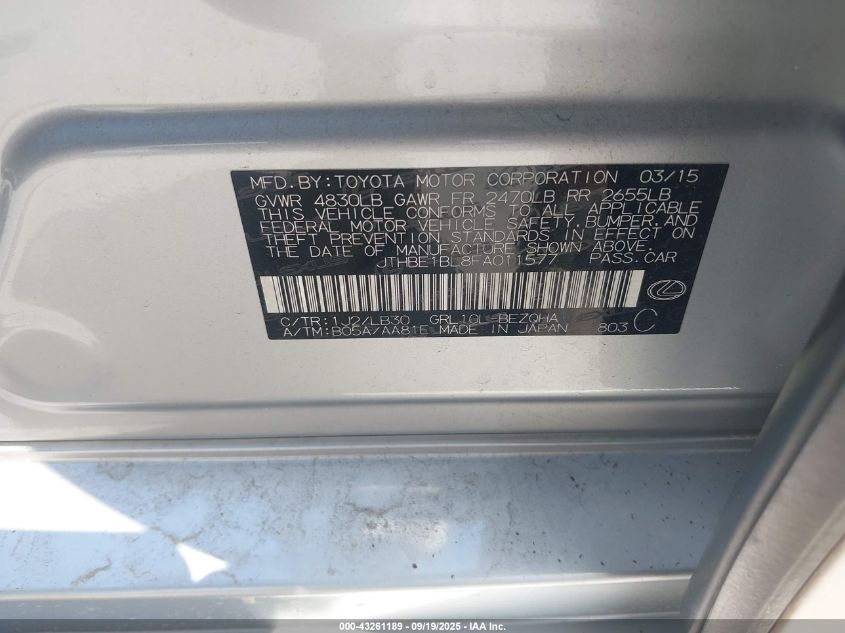 MFD. BY: TOYOTA MOTOR CORPORATION 03/15
GVWR 4830LB GAWR FR 2470LB RR 2655LB
THIS VEHICLE CONFORMS TO ALL APPLICABLE
FEDERAL MOTOR VEHICLE SAFETY, BUMPER, AND
THEFT PREVENTION STANDARDS IN EFFECT ON
THE DATE OF MANUFACTURE SHOWN ABOVE.
JTHBE1BL8FA011577 PASS.CAR
C/TR:1J2/LB30 GRL10L-BEZQHA
A/TM:B05A/AA81E MADE IN JAPAN 803 C
000-43261189 - 09/19/2025 - IAA Inc.